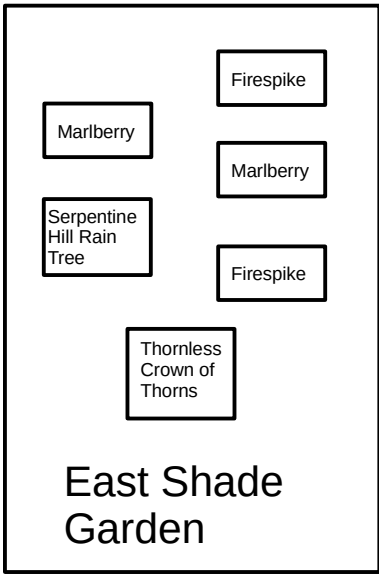 Firespike
Marlberry
Marlberry
Serpentine
Hill Rain
Tree
Firespike
Thornless
Crown of
Thorns
East Shade
Garden